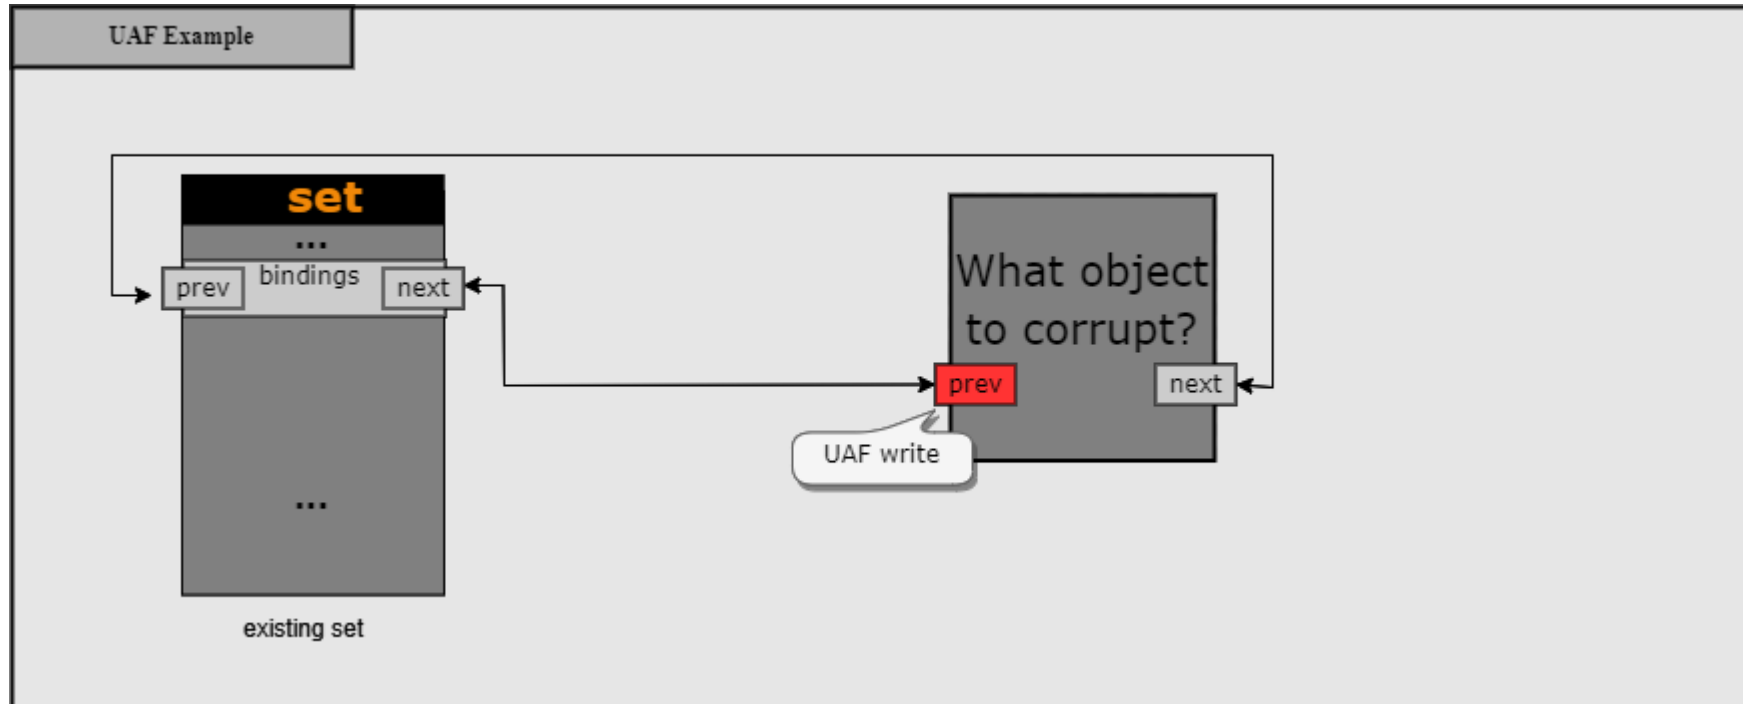 UAF Example
set
...
prev
bindings
next
What object
to corrupt?
prev
next
UAF write
...
existing set